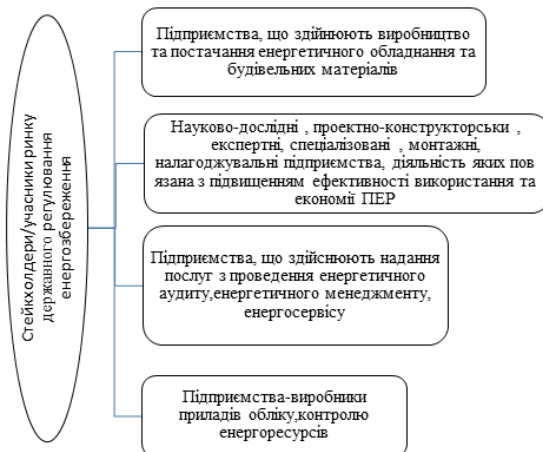 Стейкхолдери/учасники ринку
державного регулювання
енергозбереження
Підприємства, що здійнюють виробництво
та постачання енергетичного обладнання та
будівельних матеріалів
Науково-дослідні , проектно-конструкторськи ,
експертні, спеціалізовані , монтажні,
налагоджувальні підприємства, діяльність яких пов
язана з підвищенням ефективності використання та
економії ПЕР
Підприємства, що здійснюють надання
послуг з проведення енергетичного
аудиту,енергетичного менеджменту,
енергосервісу
Підприємства-виробники
приладів обліку,контролю
енергоресурсів